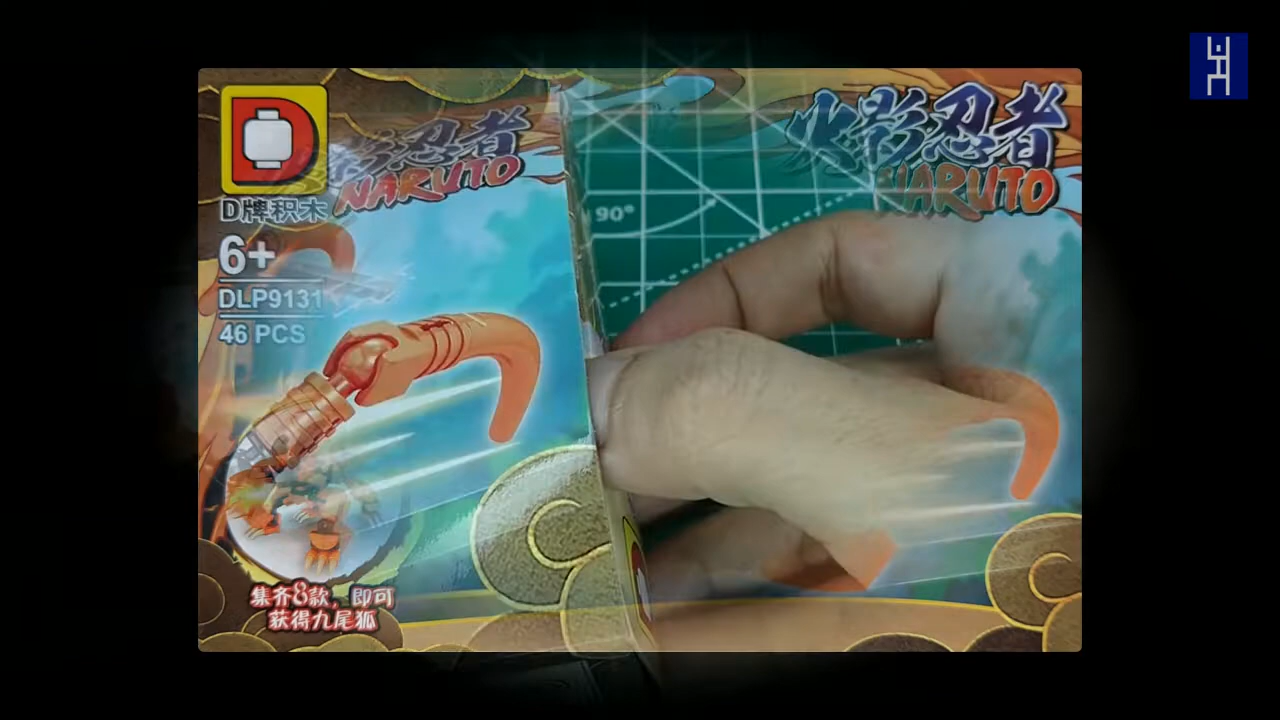 D
D牌积木
6+
DLP9131
46 PCS
影忍者
NARUTO
火影忍者
NARUTO
90°
集齐8款，即可
获得九尾狐